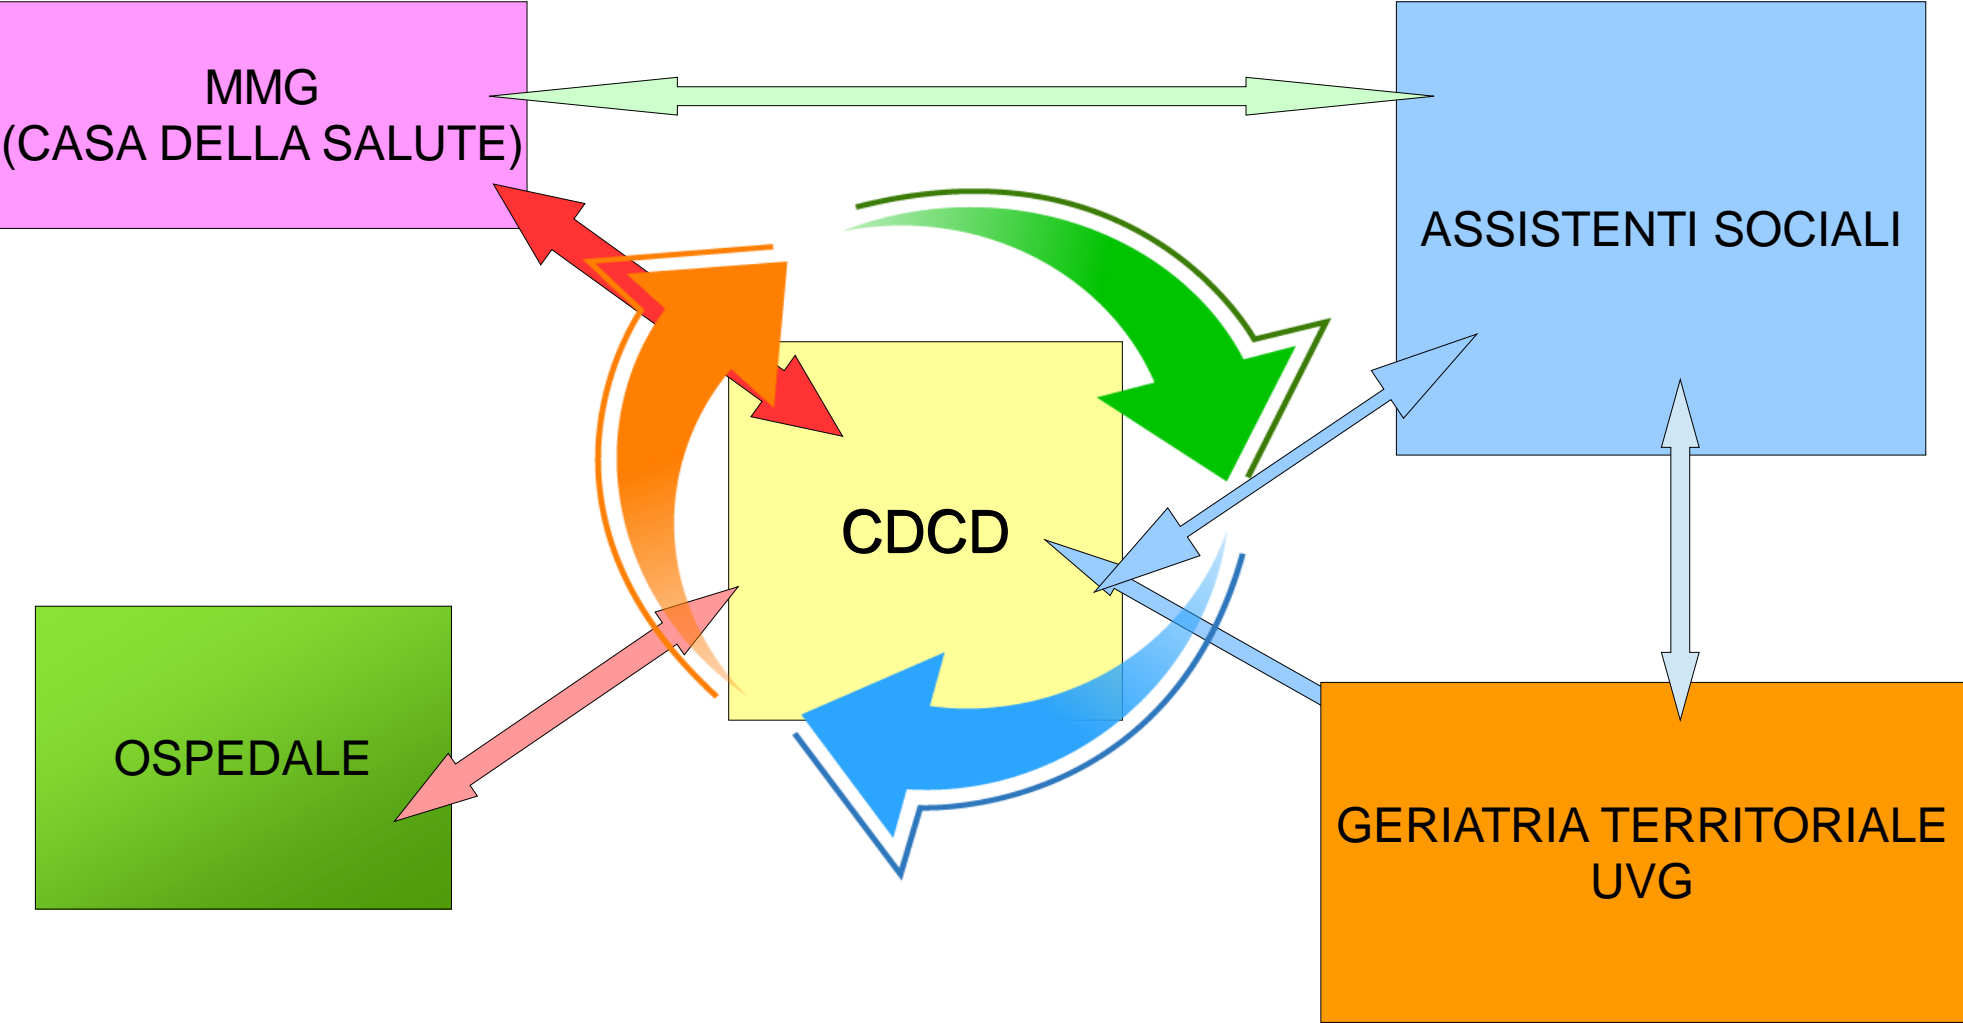 MMG
(CASA DELLA SALUTE)
ASSISTENTI SOCIALI
CDCD
OSPEDALE
GERIATRIA TERRITORIALE
UVG